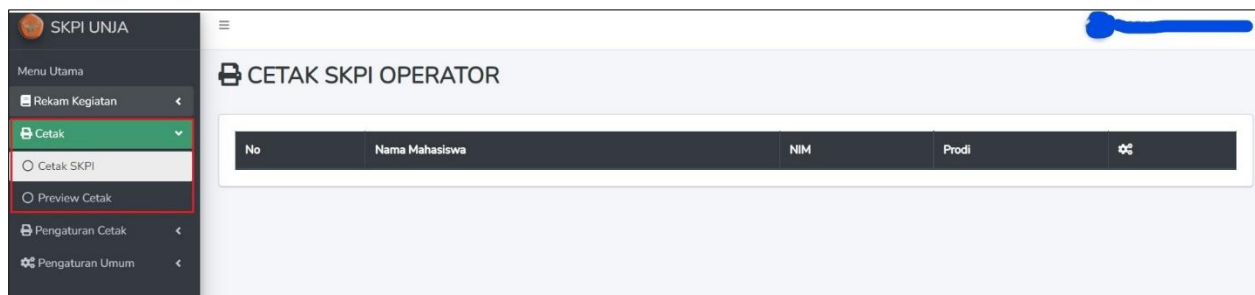 SKPI UNJA
Menu Utama
Rekam Kegiatan
Cetak
Cetak SKPI
Preview Cetak
Pengaturan Cetak
Pengaturan Umum
CETAK SKPI OPERATOR
No Nama Mahasiswa NIM Prodi